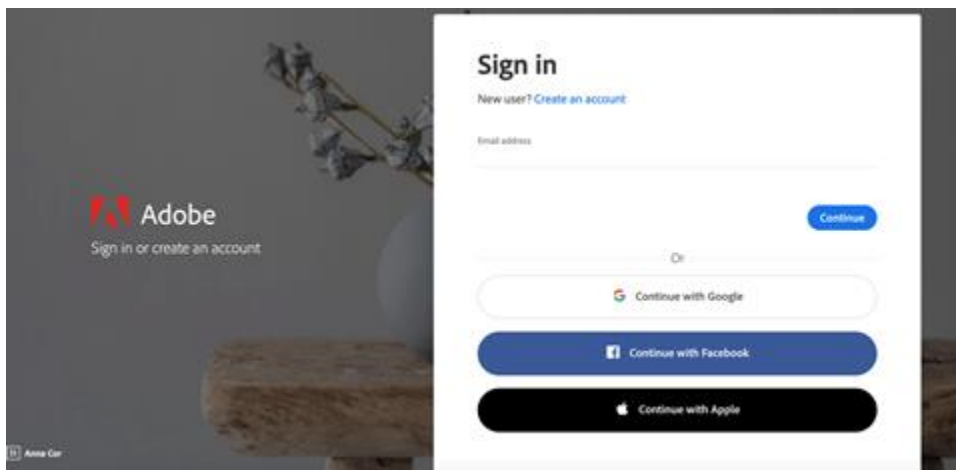 Adobe
Sign in or create an account
Anna Cor
Sign in
New user? Create an account
Email address
Continue
Or
Continue with Google
Continue with Facebook
Continue with Apple